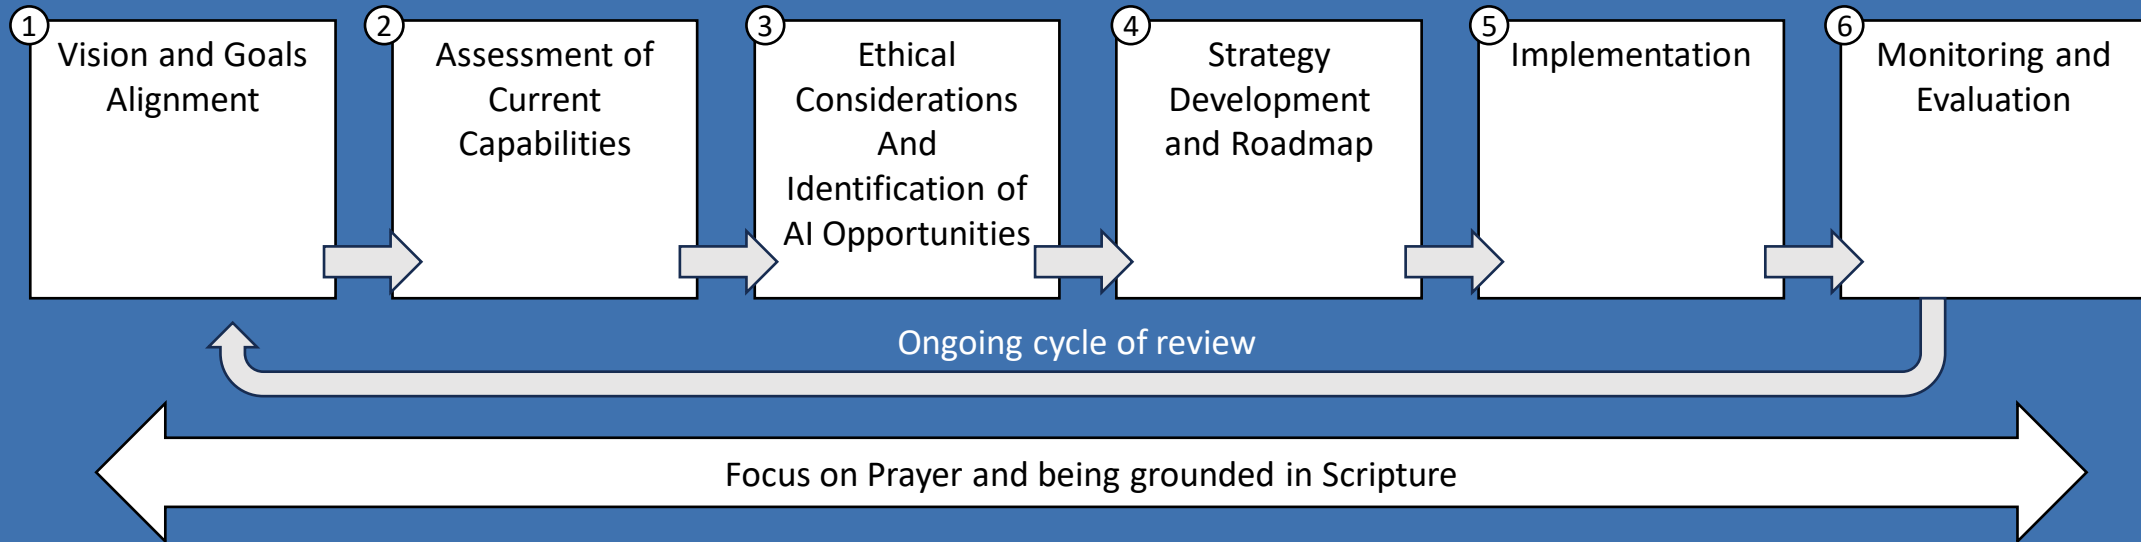 1
Vision and Goals
Alignment
2
Assessment of
Current
Capabilities
3
Ethical
Considerations
And
Identification of
AI Opportunities
4
Strategy
Development
and Roadmap
5
Implementation
6
Monitoring and
Evaluation
Ongoing cycle of review
Focus on Prayer and being grounded in Scripture